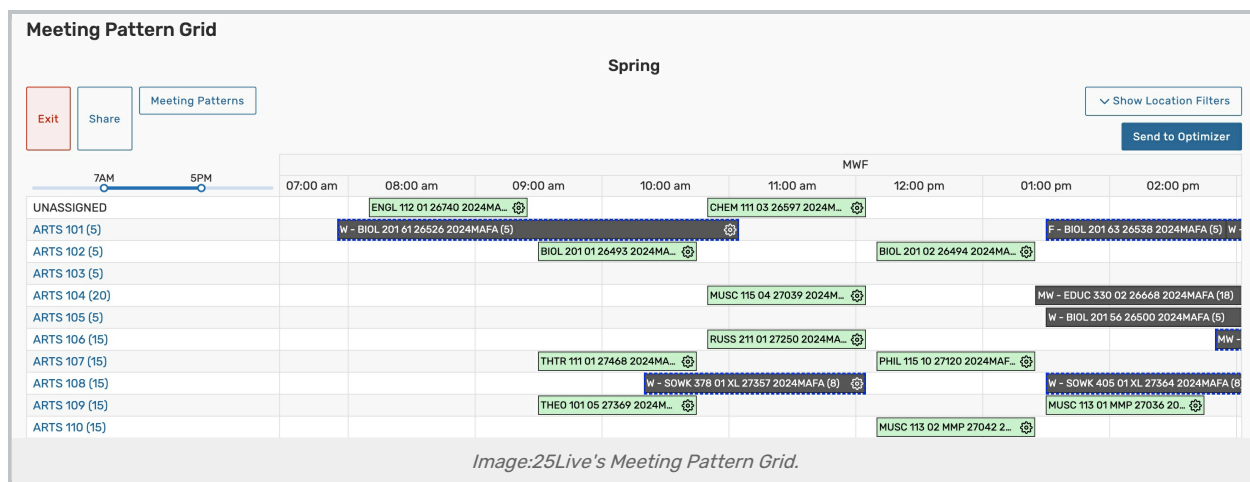 Meeting Pattern Grid
Spring
Exit
Share
Meeting Patterns
Show Location Filters
Send to Optimizer
7AM 5PM
MWF
07:00 am 08:00 am 09:00 am 10:00 am 11:00 am 12:00 pm 01:00 pm 02:00 pm
UNASSIGNED ENGL 112 01 26740 2024MA... CHEM 111 03 26597 2024M...
ARTS 101 (5) W - BIOL 201 61 26526 2024MAFA (5) F - BIOL 201 63 26538 2024MAFA (5) W -
ARTS 102 (5) BIOL 201 01 26493 2024MA... BIOL 201 02 26494 2024MA...
ARTS 103 (5)
ARTS 104 (20) MUSC 115 04 27039 2024M... MW - EDUC 330 02 26668 2024MAFA (18)
ARTS 105 (5) W - BIOL 201 56 26500 2024MAFA (5)
ARTS 106 (15) RUSS 211 01 27250 2024MA... MW -
ARTS 107 (15) THTR 111 01 27468 2024MA... PHIL 115 10 27120 2024MAF...
ARTS 108 (15) W - SOWK 378 01 XL 27357 2024MAFA (8) W - SOWK 405 01 XL 27364 2024MAFA (8
ARTS 109 (15) THEO 101 05 27369 2024M... MUSC 113 01 MMP 27036 20...
ARTS 110 (15) MUSC 113 02 MMP 27042 2...
Image:25Live's Meeting Pattern Grid.